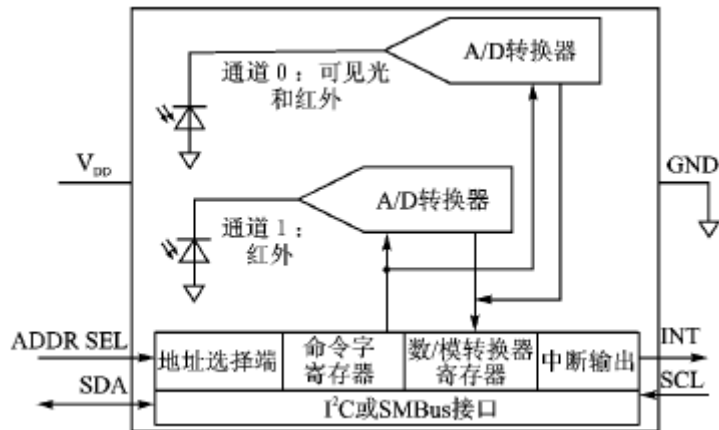 A/D转换器
通道 0：可见光
和红外
V_DD
GND
A/D转换器
通道 1：
红外
ADDR SEL
地址选择端
命令字
寄存器
数/模转换器
寄存器
中断输出
INT
SDA
SCL
I²C或SMBus接口